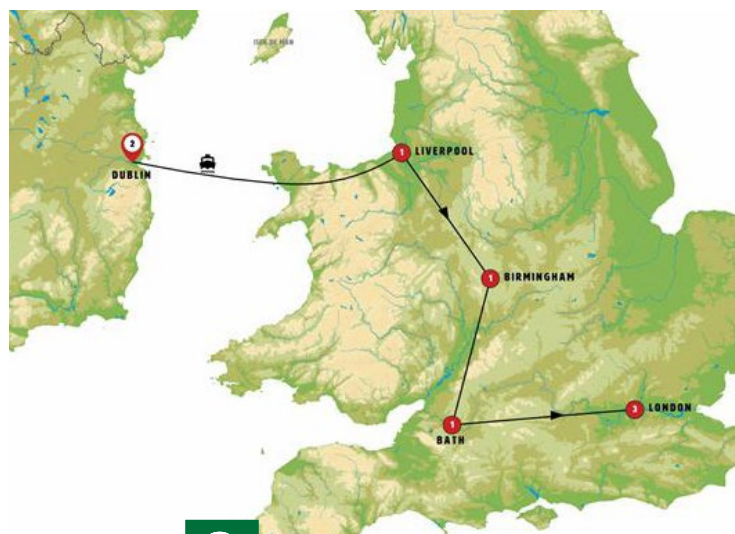 ISLE OF MAN
2
DUBLIN
1
LIVERPOOL
1
BIRMINGHAM
1
BATH
3
LONDON